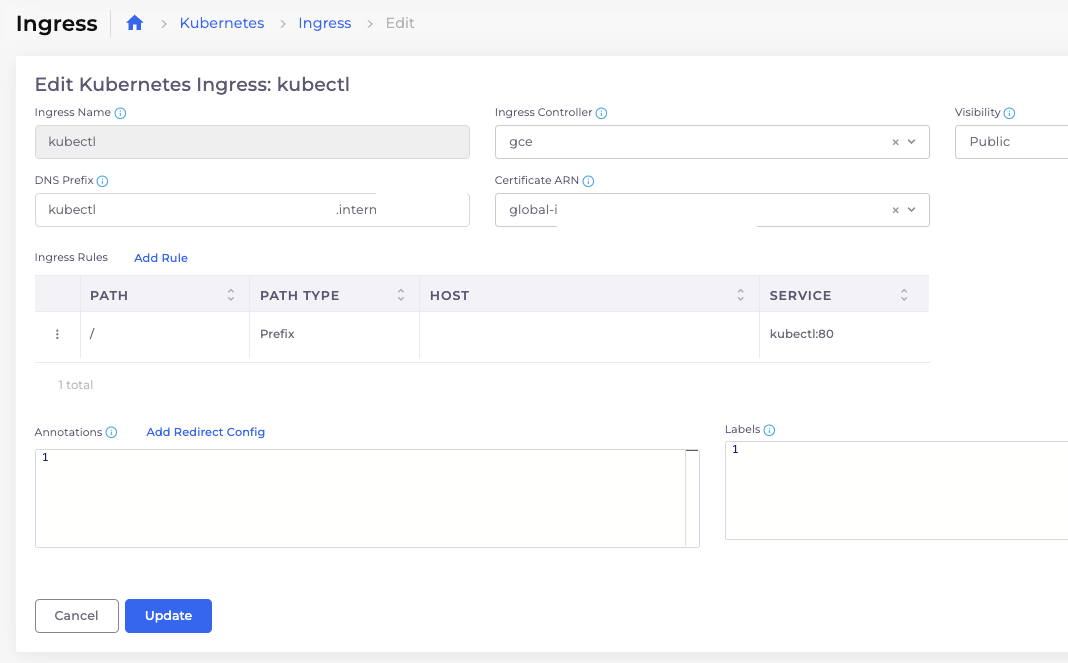 Ingress > Kubernetes > Ingress > Edit
Edit Kubernetes Ingress: kubectl
Ingress Name Ingress Controller Visibility
kubectl gce × Public
DNS Prefix Certificate ARN
kubectl .intern global-i ×
Ingress Rules Add Rule
PATH PATH TYPE HOST SERVICE
/ Prefix kubectl:80
1 total
Annotations Add Redirect Config Labels
1 1
Cancel Update